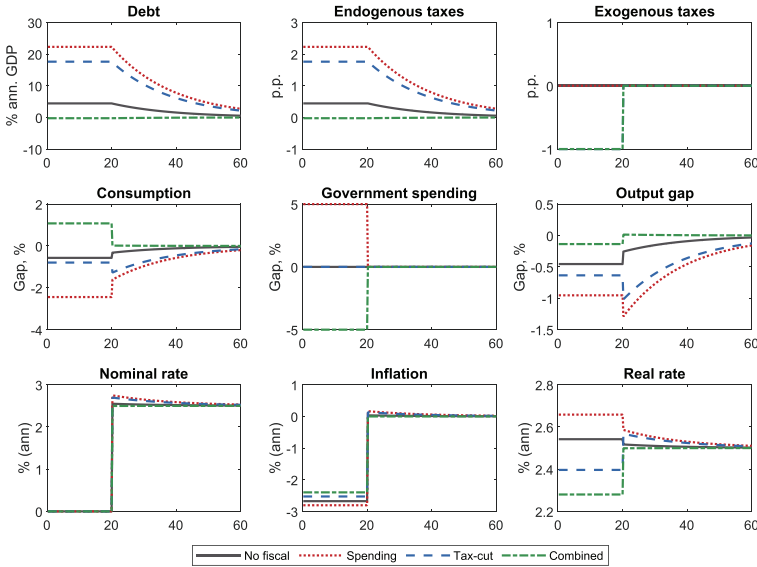 Debt
Endogenous taxes
Exogenous taxes
% ann. GDP
30
20
10
0
-10
0 20 40 60
p.p.
3
2
1
0
-1
0 20 40 60
p.p.
1
0
-1
0 20 40 60
Consumption
Government spending
Output gap
Gap, %
2
0
-2
-4
0 20 40 60
Gap, %
5
0
-5
0 20 40 60
Gap, %
0.5
0
-0.5
-1
-1.5
0 20 40 60
Nominal rate
Inflation
Real rate
% (ann)
3
2
1
0
0 20 40 60
% (ann)
1
0
-1
-2
-3
0 20 40 60
% (ann)
2.8
2.6
2.4
2.2
0 20 40 60
No fiscal Spending Tax-cut Combined